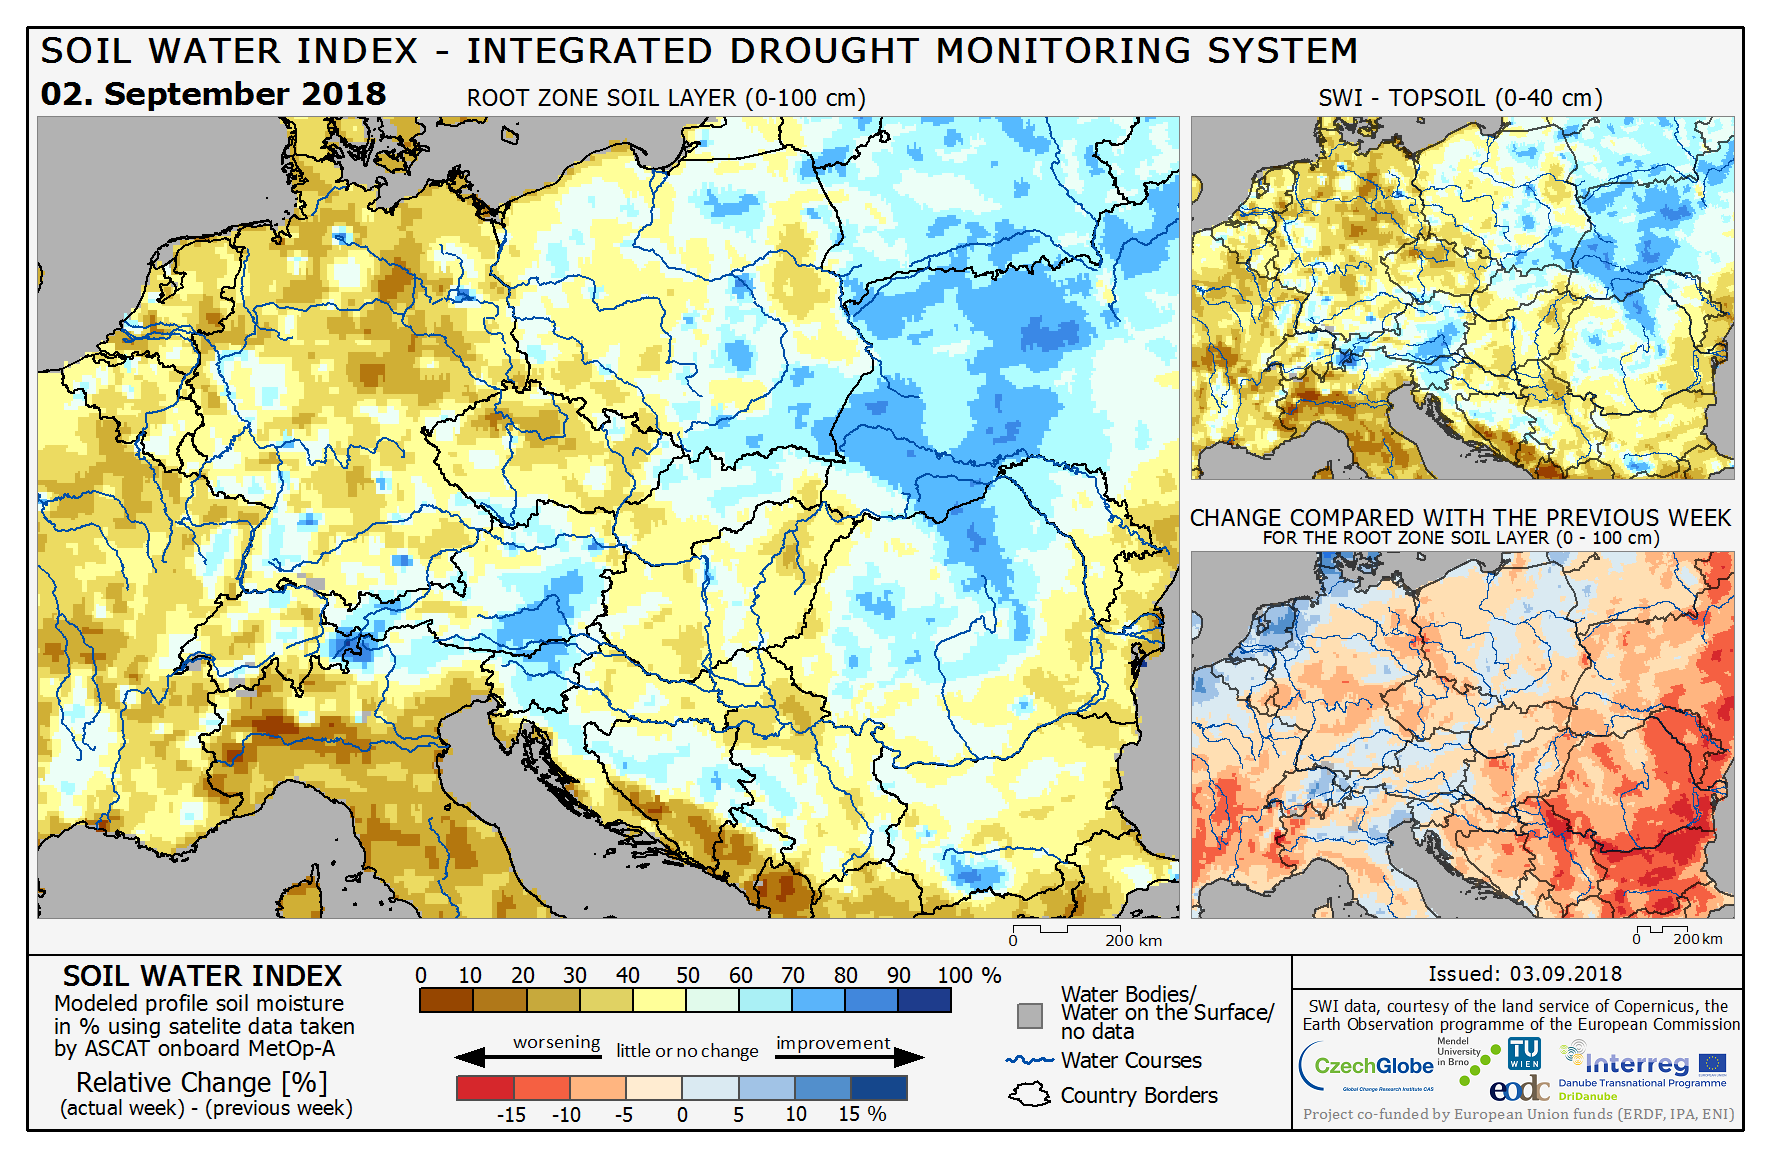 SOIL WATER INDEX - INTEGRATED DROUGHT MONITORING SYSTEM
02. September 2018
ROOT ZONE SOIL LAYER (0-100 cm)
SWI - TOPSOIL (0-40 cm)
CHANGE COMPARED WITH THE PREVIOUS WEEK
FOR THE ROOT ZONE SOIL LAYER (0 - 100 cm)
0 200 km
0 200 km
SOIL WATER INDEX
Modeled profile soil moisture
in % using satelite data taken
by ASCAT onboard MetOp-A
Relative Change [%]
(actual week) - (previous week)
0 10 20 30 40 50 60 70 80 90 100 %
worsening little or no change improvement
-15 -10 -5 0 5 10 15 %
Water Bodies/
Water on the Surface/
no data
Water Courses
Country Borders
Issued: 03.09.2018
SWI data, courtesy of the land service of Copernicus, the
Earth Observation programme of the European Commission
CzechGlobe
Global Change Research Institute CAS
Mendel
University
in Brno
TU
WIEN
eodc
Interreg
Danube Transnational Programme
DriDanube
Project co-funded by European Union funds (ERDF, IPA, ENI)